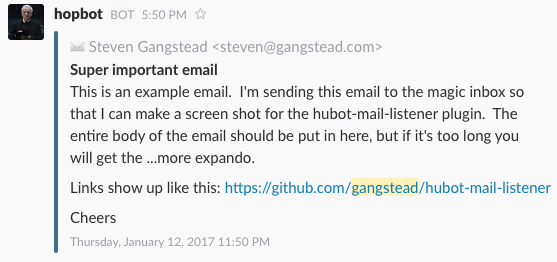 hopbot BOT 5:50 PM ☆
Steven Gangstead <steven@gangstead.com>
Super important email
This is an example email.  I'm sending this email to the magic inbox so
that I can make a screen shot for the hubot-mail-listener plugin.  The
entire body of the email should be put in here, but if it's too long you
will get the ...more expando.
Links show up like this: https://github.com/gangstead/hubot-mail-listener
Cheers
Thursday, January 12, 2017 11:50 PM